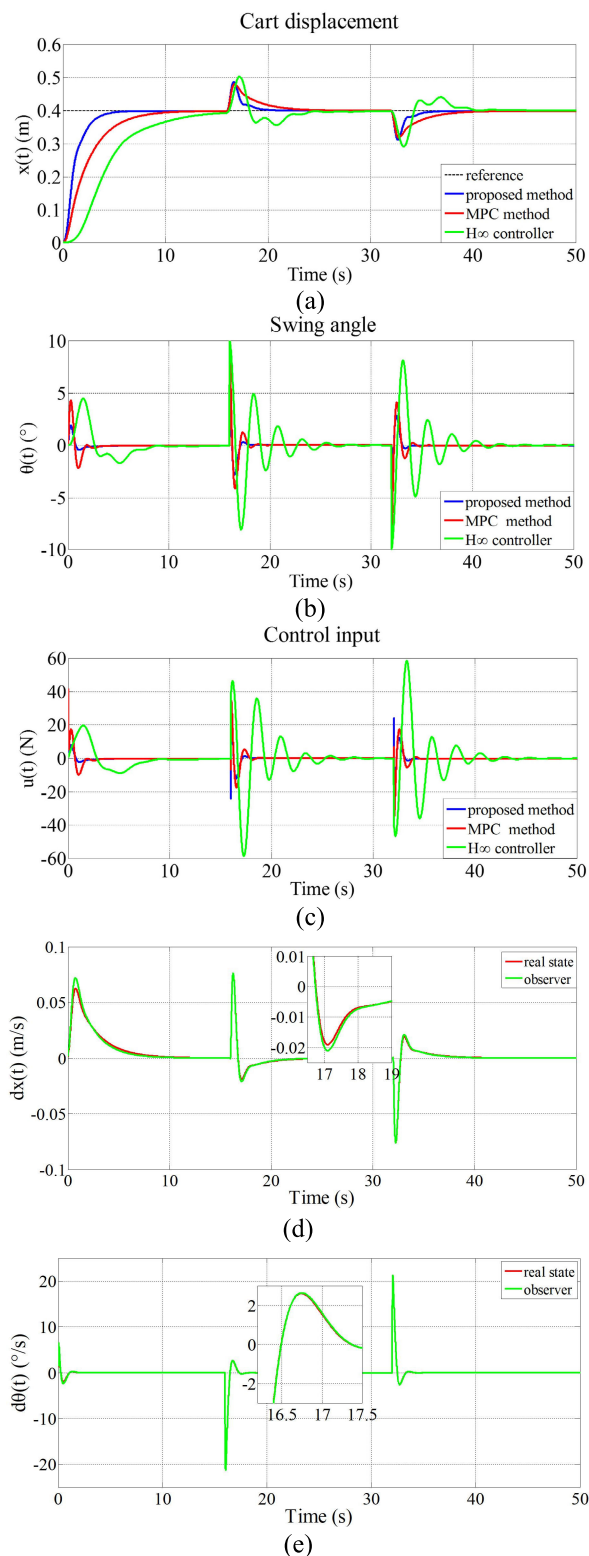 Cart displacement
0.6
0.5
0.4
0.3
0.2
0.1
0
x(t) (m)
reference
proposed method
MPC method
H∞ controller
0 10 20 30 40 50
Time (s)
(a)
Swing angle
10
5
0
-5
-10
θ(t) (°)
proposed method
MPC method
H∞ controller
0 10 20 30 40 50
Time (s)
(b)
Control input
60
40
20
0
-20
-40
-60
u(t) (N)
proposed method
MPC method
H∞ controller
0 10 20 30 40 50
Time (s)
(c)
0.1
0.05
0
-0.05
-0.1
dx(t) (m/s)
0.01
0
-0.01
-0.02
17 18 19
real state
observer
0 10 20 30 40 50
Time (s)
(d)
20
10
0
-10
-20
dθ(t) (°/s)
2
0
-2
16.5 17 17.5
real state
observer
0 10 20 30 40 50
Time (s)
(e)